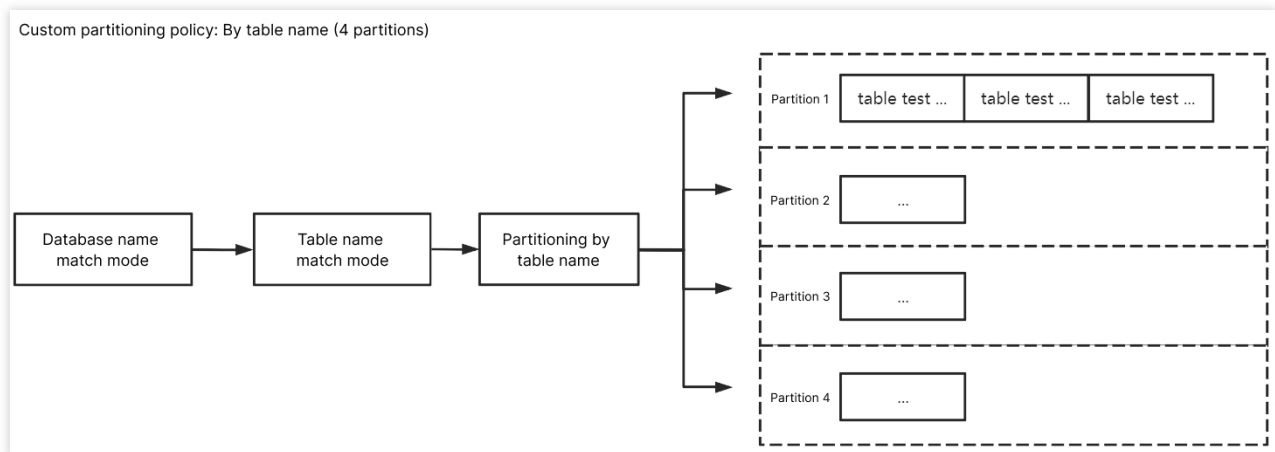 Custom partitioning policy: By table name (4 partitions)
Database name
match mode
Table name
match mode
Partitioning by
table name
Partition 1
table test ...
table test ...
table test ...
Partition 2
...
Partition 3
...
Partition 4
...